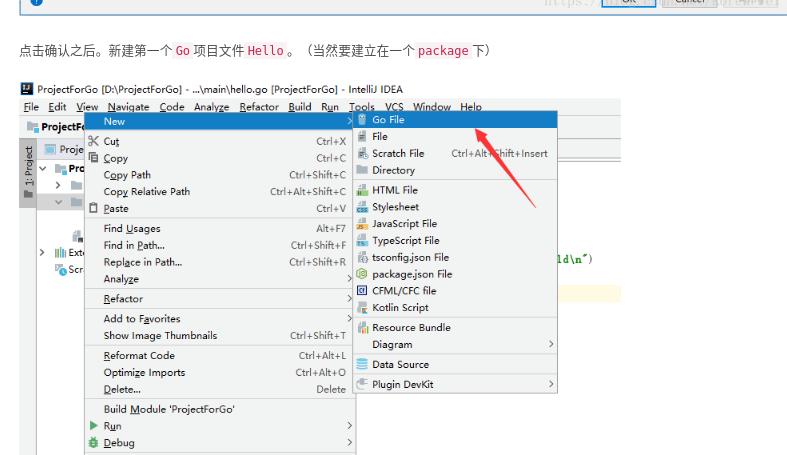 点击确认之后。新建第一个 Go 项目文件 Hello 。（当然要建立在一个 package 下）
ProjectForGo [D:\ProjectForGo] - ...\main\hello.go [ProjectForGo] - IntelliJ IDEA
File Edit View Navigate Code Analyze Refactor Build Run Tools VCS Window Help
ProjectFo
New
Go File
1: Project
Proje
Cut Ctrl+X
File
Copy Ctrl+C
Scratch File Ctrl+Alt+Shift+Insert
Pro
Copy Path Ctrl+Shift+C
Directory
Copy Relative Path Ctrl+Alt+Shift+C
HTML File
Paste Ctrl+V
Stylesheet
Find Usages Alt+F7
JavaScript File
Find in Path... Ctrl+Shift+F
TypeScript File
Exte
Replace in Path... Ctrl+Shift+R
tsconfig.json File
ld\n")
Scr
Analyze
package.json File
CFML/CFC file
Refactor
Kotlin Script
Add to Favorites
Resource Bundle
Show Image Thumbnails Ctrl+Shift+T
Diagram
Reformat Code Ctrl+Alt+L
Data Source
Optimize Imports Ctrl+Alt+O
Plugin DevKit
Delete... Delete
Build Module 'ProjectForGo'
Run
Debug